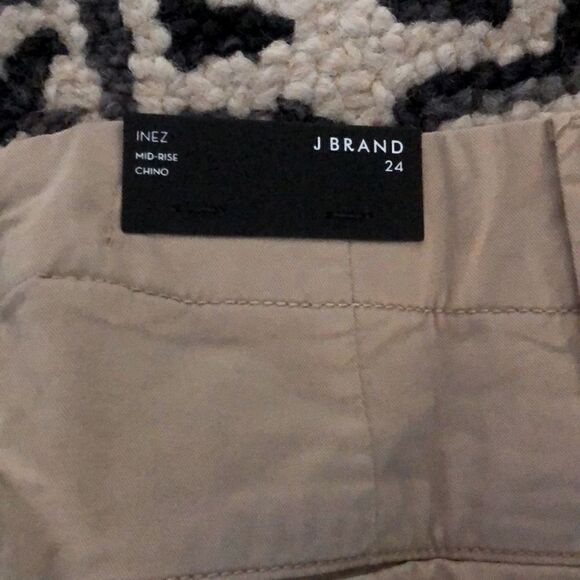 INEZ
MID-RISE
CHINO
J BRAND
24